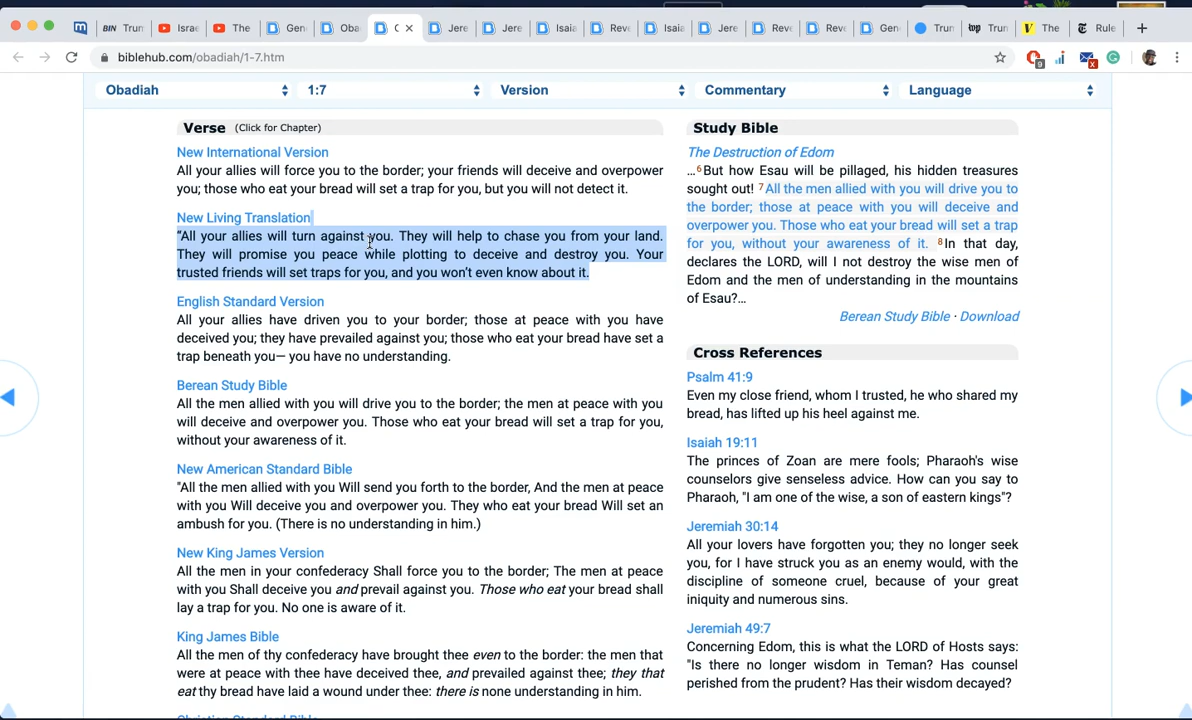 BIN Trun
Israe
The
Gene
Oba
C
Jere
Jere
Isaia
Reve
Isaia
Jere
Reve
Reve
Gen
Trun
wp Trun
V The
Rule
biblehub.com/obadiah/1-7.htm
9
x
Obadiah
1:7
Version
Commentary
Language
Verse (Click for Chapter)
New International Version
All your allies will force you to the border; your friends will deceive and overpower
you; those who eat your bread will set a trap for you, but you will not detect it.
New Living Translation
“All your allies will turn against you. They will help to chase you from your land.
They will promise you peace while plotting to deceive and destroy you. Your
trusted friends will set traps for you, and you won’t even know about it.
English Standard Version
All your allies have driven you to your border; those at peace with you have
deceived you; they have prevailed against you; those who eat your bread have set a
trap beneath you— you have no understanding.
Berean Study Bible
All the men allied with you will drive you to the border; the men at peace with you
will deceive and overpower you. Those who eat your bread will set a trap for you,
without your awareness of it.
New American Standard Bible
"All the men allied with you Will send you forth to the border, And the men at peace
with you Will deceive you and overpower you. They who eat your bread Will set an
ambush for you. (There is no understanding in him.)
New King James Version
All the men in your confederacy Shall force you to the border; The men at peace
with you Shall deceive you and prevail against you. Those who eat your bread shall
lay a trap for you. No one is aware of it.
King James Bible
All the men of thy confederacy have brought thee even to the border: the men that
were at peace with thee have deceived thee, and prevailed against thee; they that
eat thy bread have laid a wound under thee: there is none understanding in him.
Christian Standard Bible
Study Bible
The Destruction of Edom
…6But how Esau will be pillaged, his hidden treasures
sought out! 7All the men allied with you will drive you to
the border; those at peace with you will deceive and
overpower you. Those who eat your bread will set a trap
for you, without your awareness of it. 8In that day,
declares the LORD, will I not destroy the wise men of
Edom and the men of understanding in the mountains
of Esau?…
Berean Study Bible · Download
Cross References
Psalm 41:9
Even my close friend, whom I trusted, he who shared my
bread, has lifted up his heel against me.
Isaiah 19:11
The princes of Zoan are mere fools; Pharaoh's wise
counselors give senseless advice. How can you say to
Pharaoh, "I am one of the wise, a son of eastern kings"?
Jeremiah 30:14
All your lovers have forgotten you; they no longer seek
you, for I have struck you as an enemy would, with the
discipline of someone cruel, because of your great
iniquity and numerous sins.
Jeremiah 49:7
Concerning Edom, this is what the LORD of Hosts says:
"Is there no longer wisdom in Teman? Has counsel
perished from the prudent? Has their wisdom decayed?